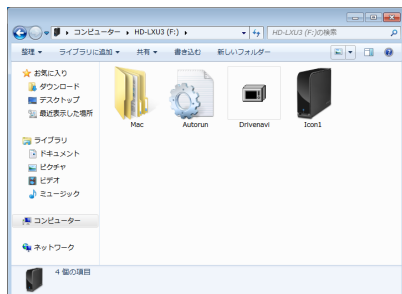 コンピューター ▸ HD-LXU3 (F:) ▸
HD-LXU3 (F:)の検索
整理 ▼ ライブラリに追加 ▼ 共有 ▼ 書き込む 新しいフォルダー
お気に入り
ダウンロード
デスクトップ
最近表示した場所
ライブラリ
ドキュメント
ピクチャ
ビデオ
ミュージック
コンピューター
ネットワーク
Mac
Autorun
Drivenavi
Icon1
4 個の項目